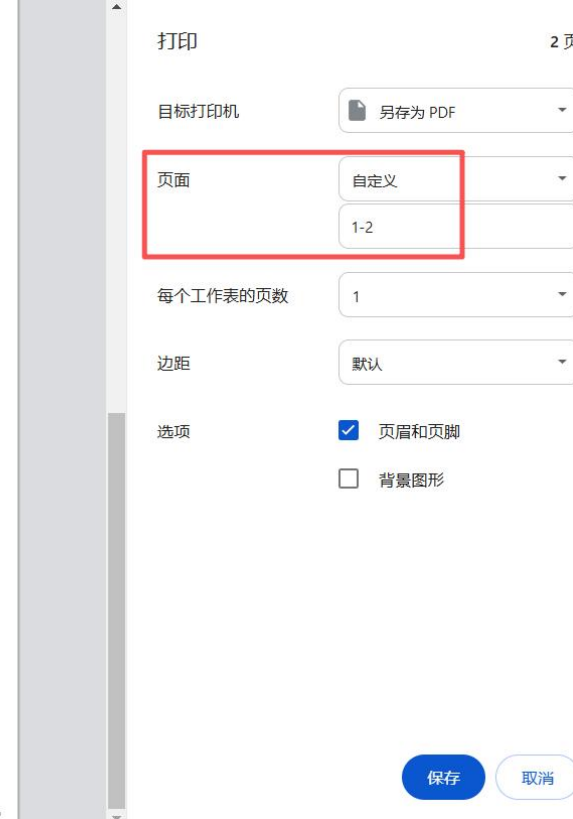 打印
2 页
目标打印机
另存为 PDF
页面
自定义
1-2
每个工作表的页数
1
边距
默认
选项
页眉和页脚
背景图形
保存
取消